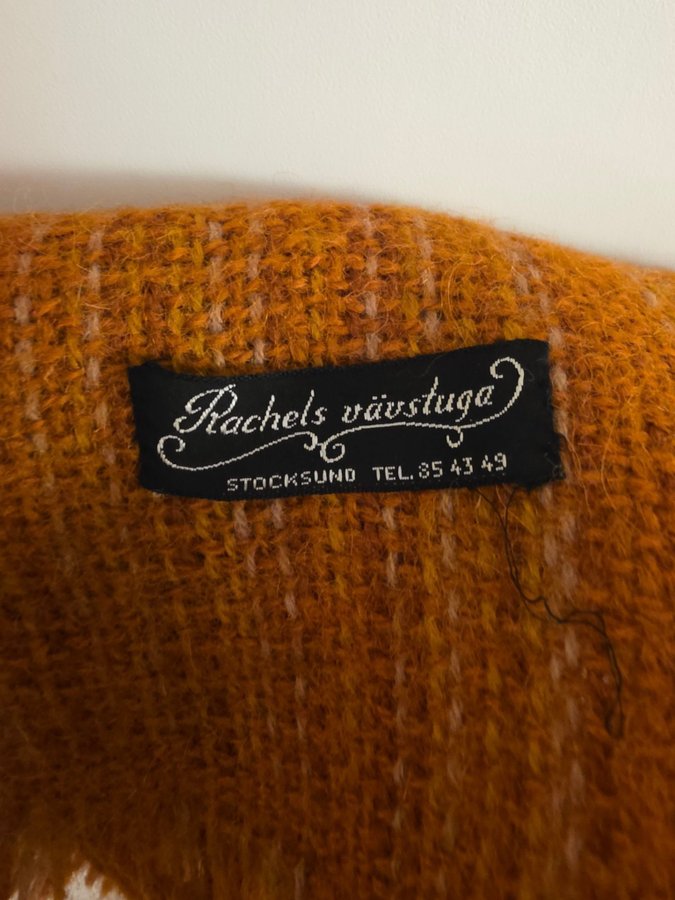 Rachels vävstuga
STOCKSUND TEL. 85 43 49